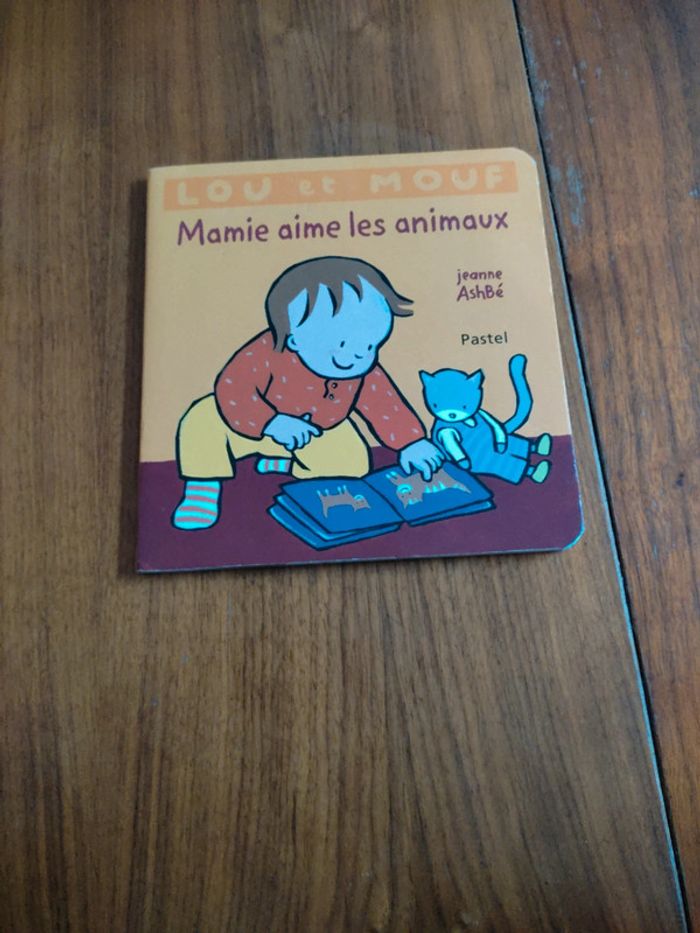 LOU et MOUF
Mamie aime les animaux
jeanne
AshBé
Pastel